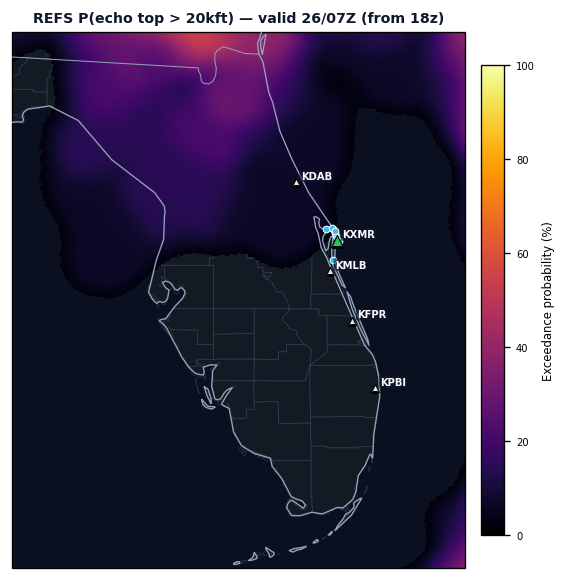 REFS P(echo top > 20kft) — valid 26/07Z (from 18z)
KDAB
KXMR
KMLB
KFPR
KPBI
100
80
60
40
20
0
Exceedance probability (%)